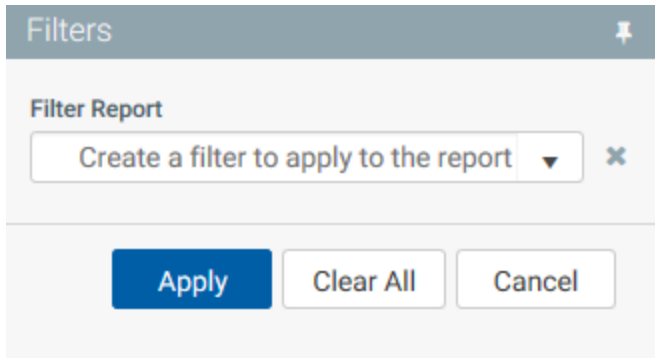 Filters
Filter Report
Create a filter to apply to the report
Apply Clear All Cancel